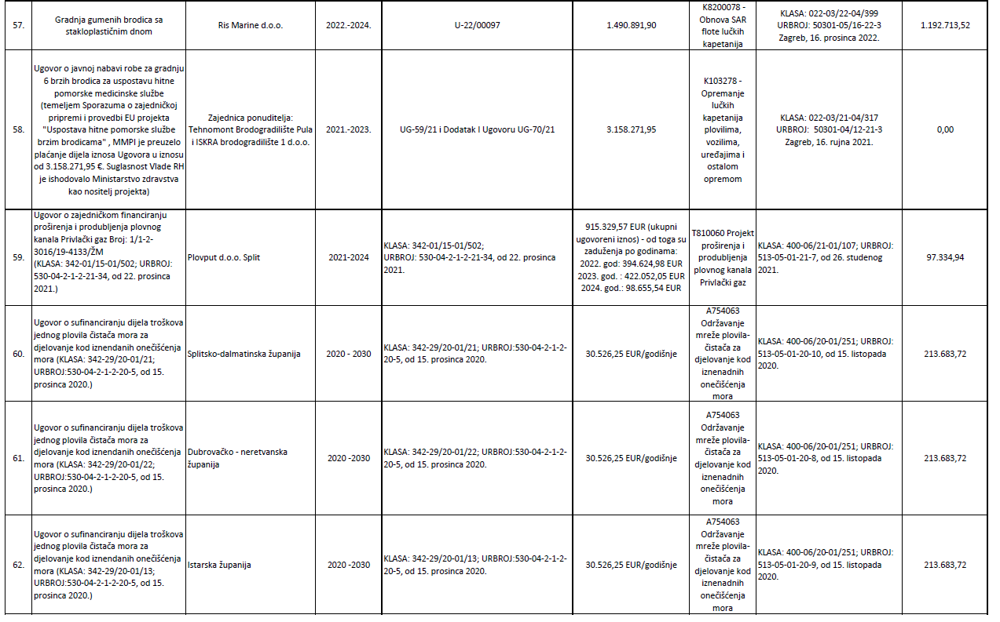 57.
Gradnja gumenih brodica sa
stakloplastičnim dnom
Ris Marine d.o.o.
2022.-2024.
U-22/00097
1.490.891,90
K8200078 -
Obnova SAR
flote lučkih
kapetanija
KLASA: 022-03/22-04/399
URBROJ: 50301-05/16-22-3
Zagreb, 16. prosinca 2022.
1.192.713,52
58.
Ugovor o javnoj nabavi robe za gradnju
6 brzih brodica za uspostavu hitne
pomorske medicinske službe
(temeljem Sporazuma o zajedničkoj
pripremi i provedbi EU projekta
"Uspostava hitne pomorske službe
brzim brodicama" , MMPI je preuzelo
plaćanje dijela iznosa Ugovora u iznosu
od 3.158.271,95 €. Suglasnost Vlade RH
je ishodovalo Ministarstvo zdravstva
kao nositelj projekta)
Zajednica ponuditelja:
Tehnomont Brodogradilište Pula
i ISKRA brodogradilište 1 d.o.o.
2021.-2023.
UG-59/21 i Dodatak I Ugovoru UG-70/21
3.158.271,95
K103278 -
Opremanje
lučkih
kapetanija
plovilima,
vozilima,
uređajima i
ostalom
opremom
KLASA: 022-03/21-04/317
URBROJ:  50301-04/12-21-3
Zagreb, 16. rujna 2021.
0,00
59.
Ugovor o zajedničkom financiranju
proširenja i produbljenja plovnog
kanala Privlački gaz Broj: 1/1-2-
3016/19-4133/ŽM
(KLASA: 342-01/15-01/502; URBROJ:
530-04-2-1-2-21-34, od 22. prosinca
2021.)
Plovput d.o.o. Split
2021-2024
KLASA: 342-01/15-01/502;
URBROJ: 530-04-2-1-2-21-34, od 22. prosinca
2021.
915.329,57 EUR (ukupni
ugovoreni iznos) - od toga su
zaduženja po godinama:
2022. god: 394.624,98 EUR
2023. god. : 422.052,05 EUR
2024. god.: 98.655,54 EUR
T810060 Projekt
proširenja i
produbljenja
plovnog kanala
Privlački gaz
KLASA: 400-06/21-01/107; URBROJ:
513-05-01-21-7, od 26. studenog
2021.
97.334,94
60.
Ugovor o sufinanciranju dijela troškova
jednog plovila čistača mora za
djelovanje kod iznendanih onečišćenja
mora (KLASA: 342-29/20-01/21;
URBROJ:530-04-2-1-2-20-5, od 15.
prosinca 2020.)
Splitsko-dalmatinska županija
2020 - 2030
KLASA: 342-29/20-01/21; URBROJ:530-04-2-1-2-
20-5, od 15. prosinca 2020.
30.526,25 EUR/godišnje
A754063
Održavanje
mreže plovila-
čistača za
djelovanje kod
iznenadnih
onečišćenja
mora
KLASA: 400-06/20-01/251; URBROJ:
513-05-01-20-10, od 15. listopada
2020.
213.683,72
61.
Ugovor o sufinanciranju dijela troškova
jednog plovila čistača mora za
djelovanje kod iznendanih onečišćenja
mora (KLASA: 342-29/20-01/22;
URBROJ:530-04-2-1-2-20-5, od 15.
prosinca 2020.)
Dubrovačko - neretvanska
županija
2020 -2030
KLASA: 342-29/20-01/22; URBROJ:530-04-2-1-2-
20-5, od 15. prosinca 2020.
30.526,25 EUR/godišnje
A754063
Održavanje
mreže plovila-
čistača za
djelovanje kod
iznenadnih
onečišćenja
mora
KLASA: 400-06/20-01/251; URBROJ:
513-05-01-20-8, od 15. listopada
2020.
213.683,72
62.
Ugovor o sufinanciranju dijela troškova
jednog plovila čistača mora za
djelovanje kod iznendanih onečišćenja
mora (KLASA: 342-29/20-01/13;
URBROJ:530-04-2-1-2-20-5, od 15.
prosinca 2020.)
Istarska županija
2020 -2030
KLASA: 342-29/20-01/13; URBROJ:530-04-2-1-2-
20-5, od 15. prosinca 2020.
30.526,25 EUR/godišnje
A754063
Održavanje
mreže plovila-
čistača za
djelovanje kod
iznenadnih
onečišćenja
mora
KLASA: 400-06/20-01/251; URBROJ:
513-05-01-20-9, od 15. listopada
2020.
213.683,72